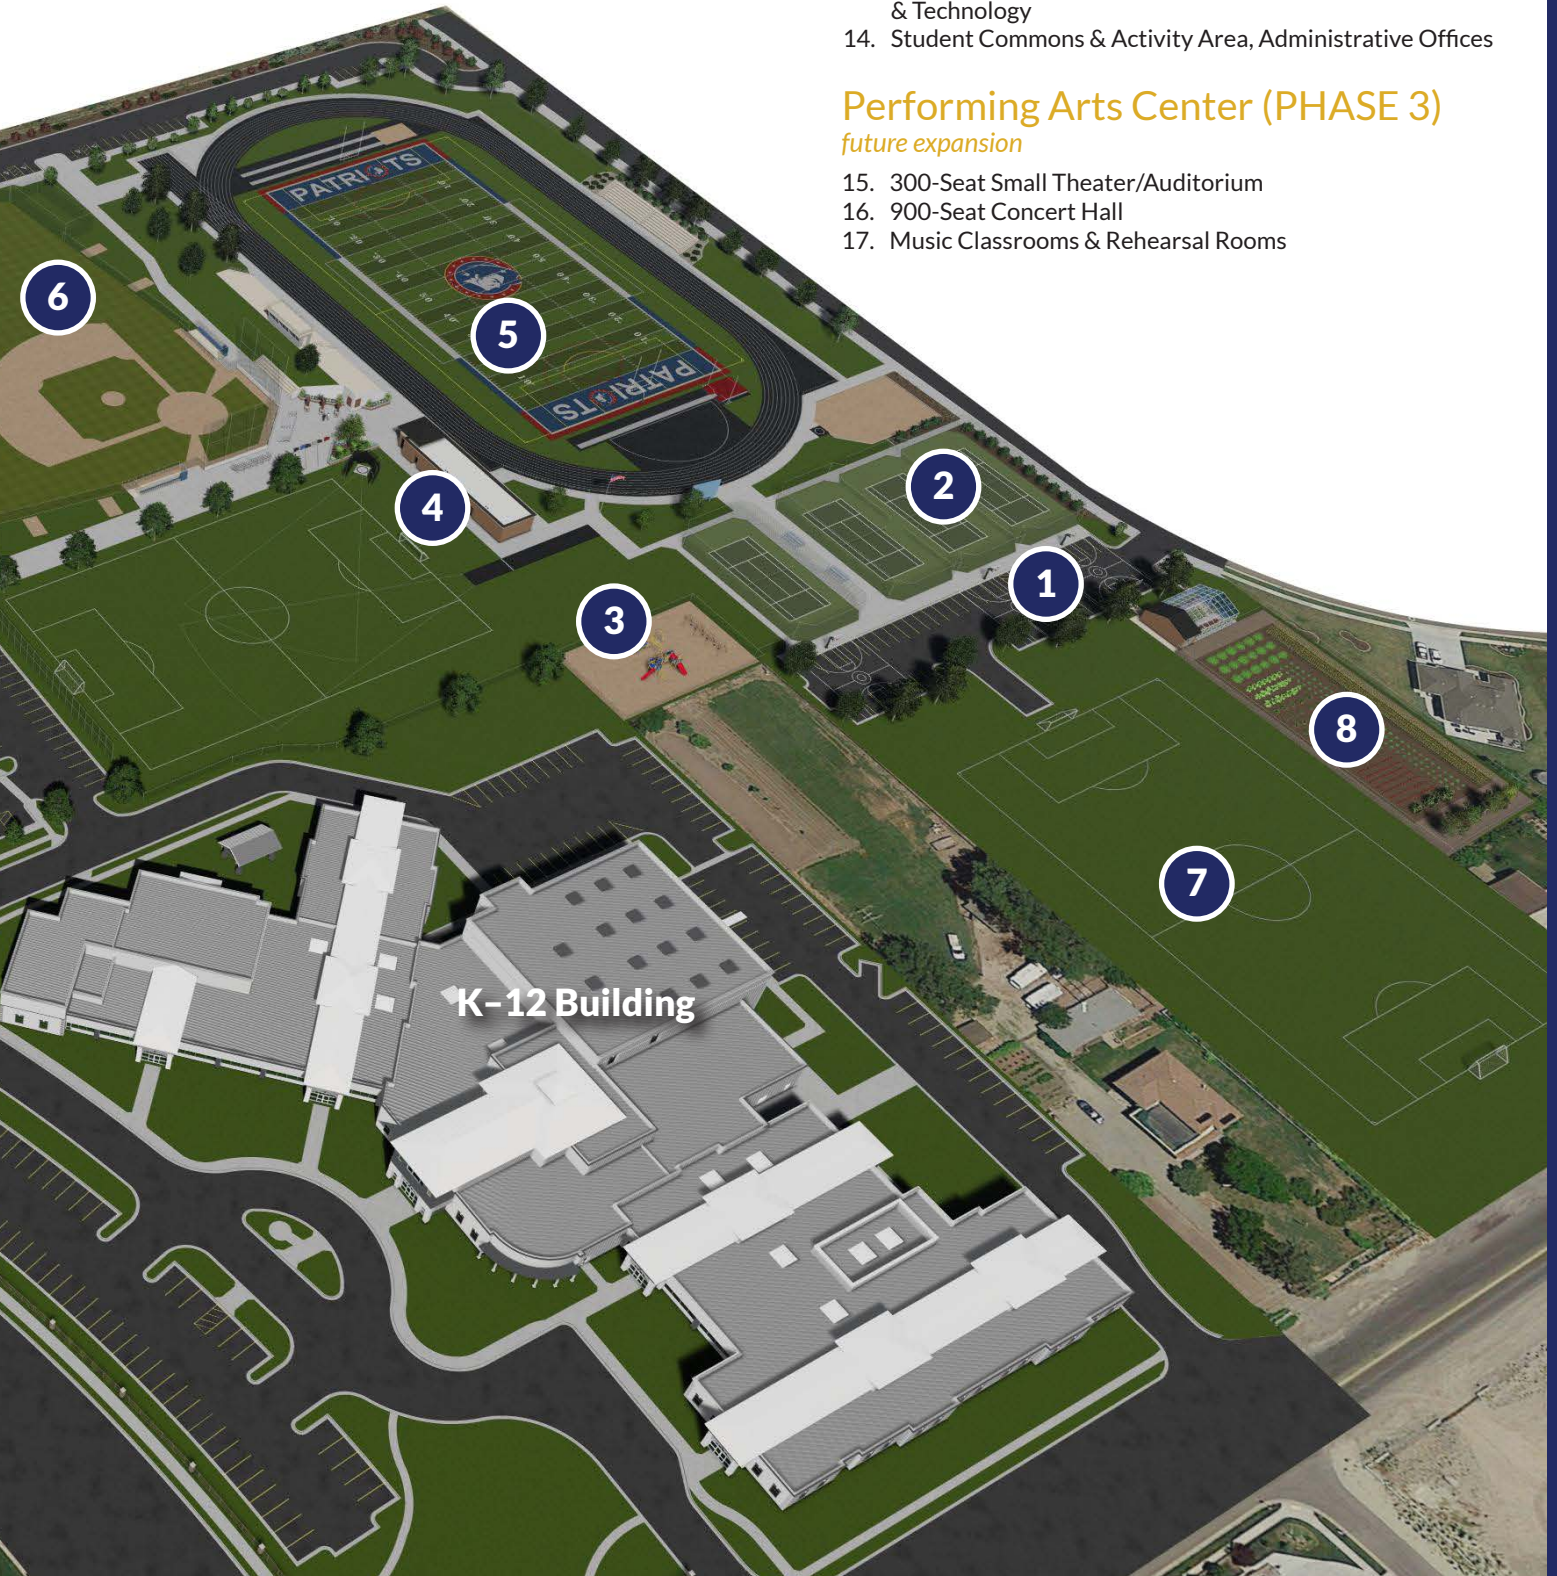 & Technology
14. Student Commons & Activity Area, Administrative Offices
Performing Arts Center (PHASE 3)
future expansion
15. 300-Seat Small Theater/Auditorium
16. 900-Seat Concert Hall
17. Music Classrooms & Rehearsal Rooms
PATRIOTS
6
5
PATRIOTS
2
4
1
3
8
7
K–12 Building